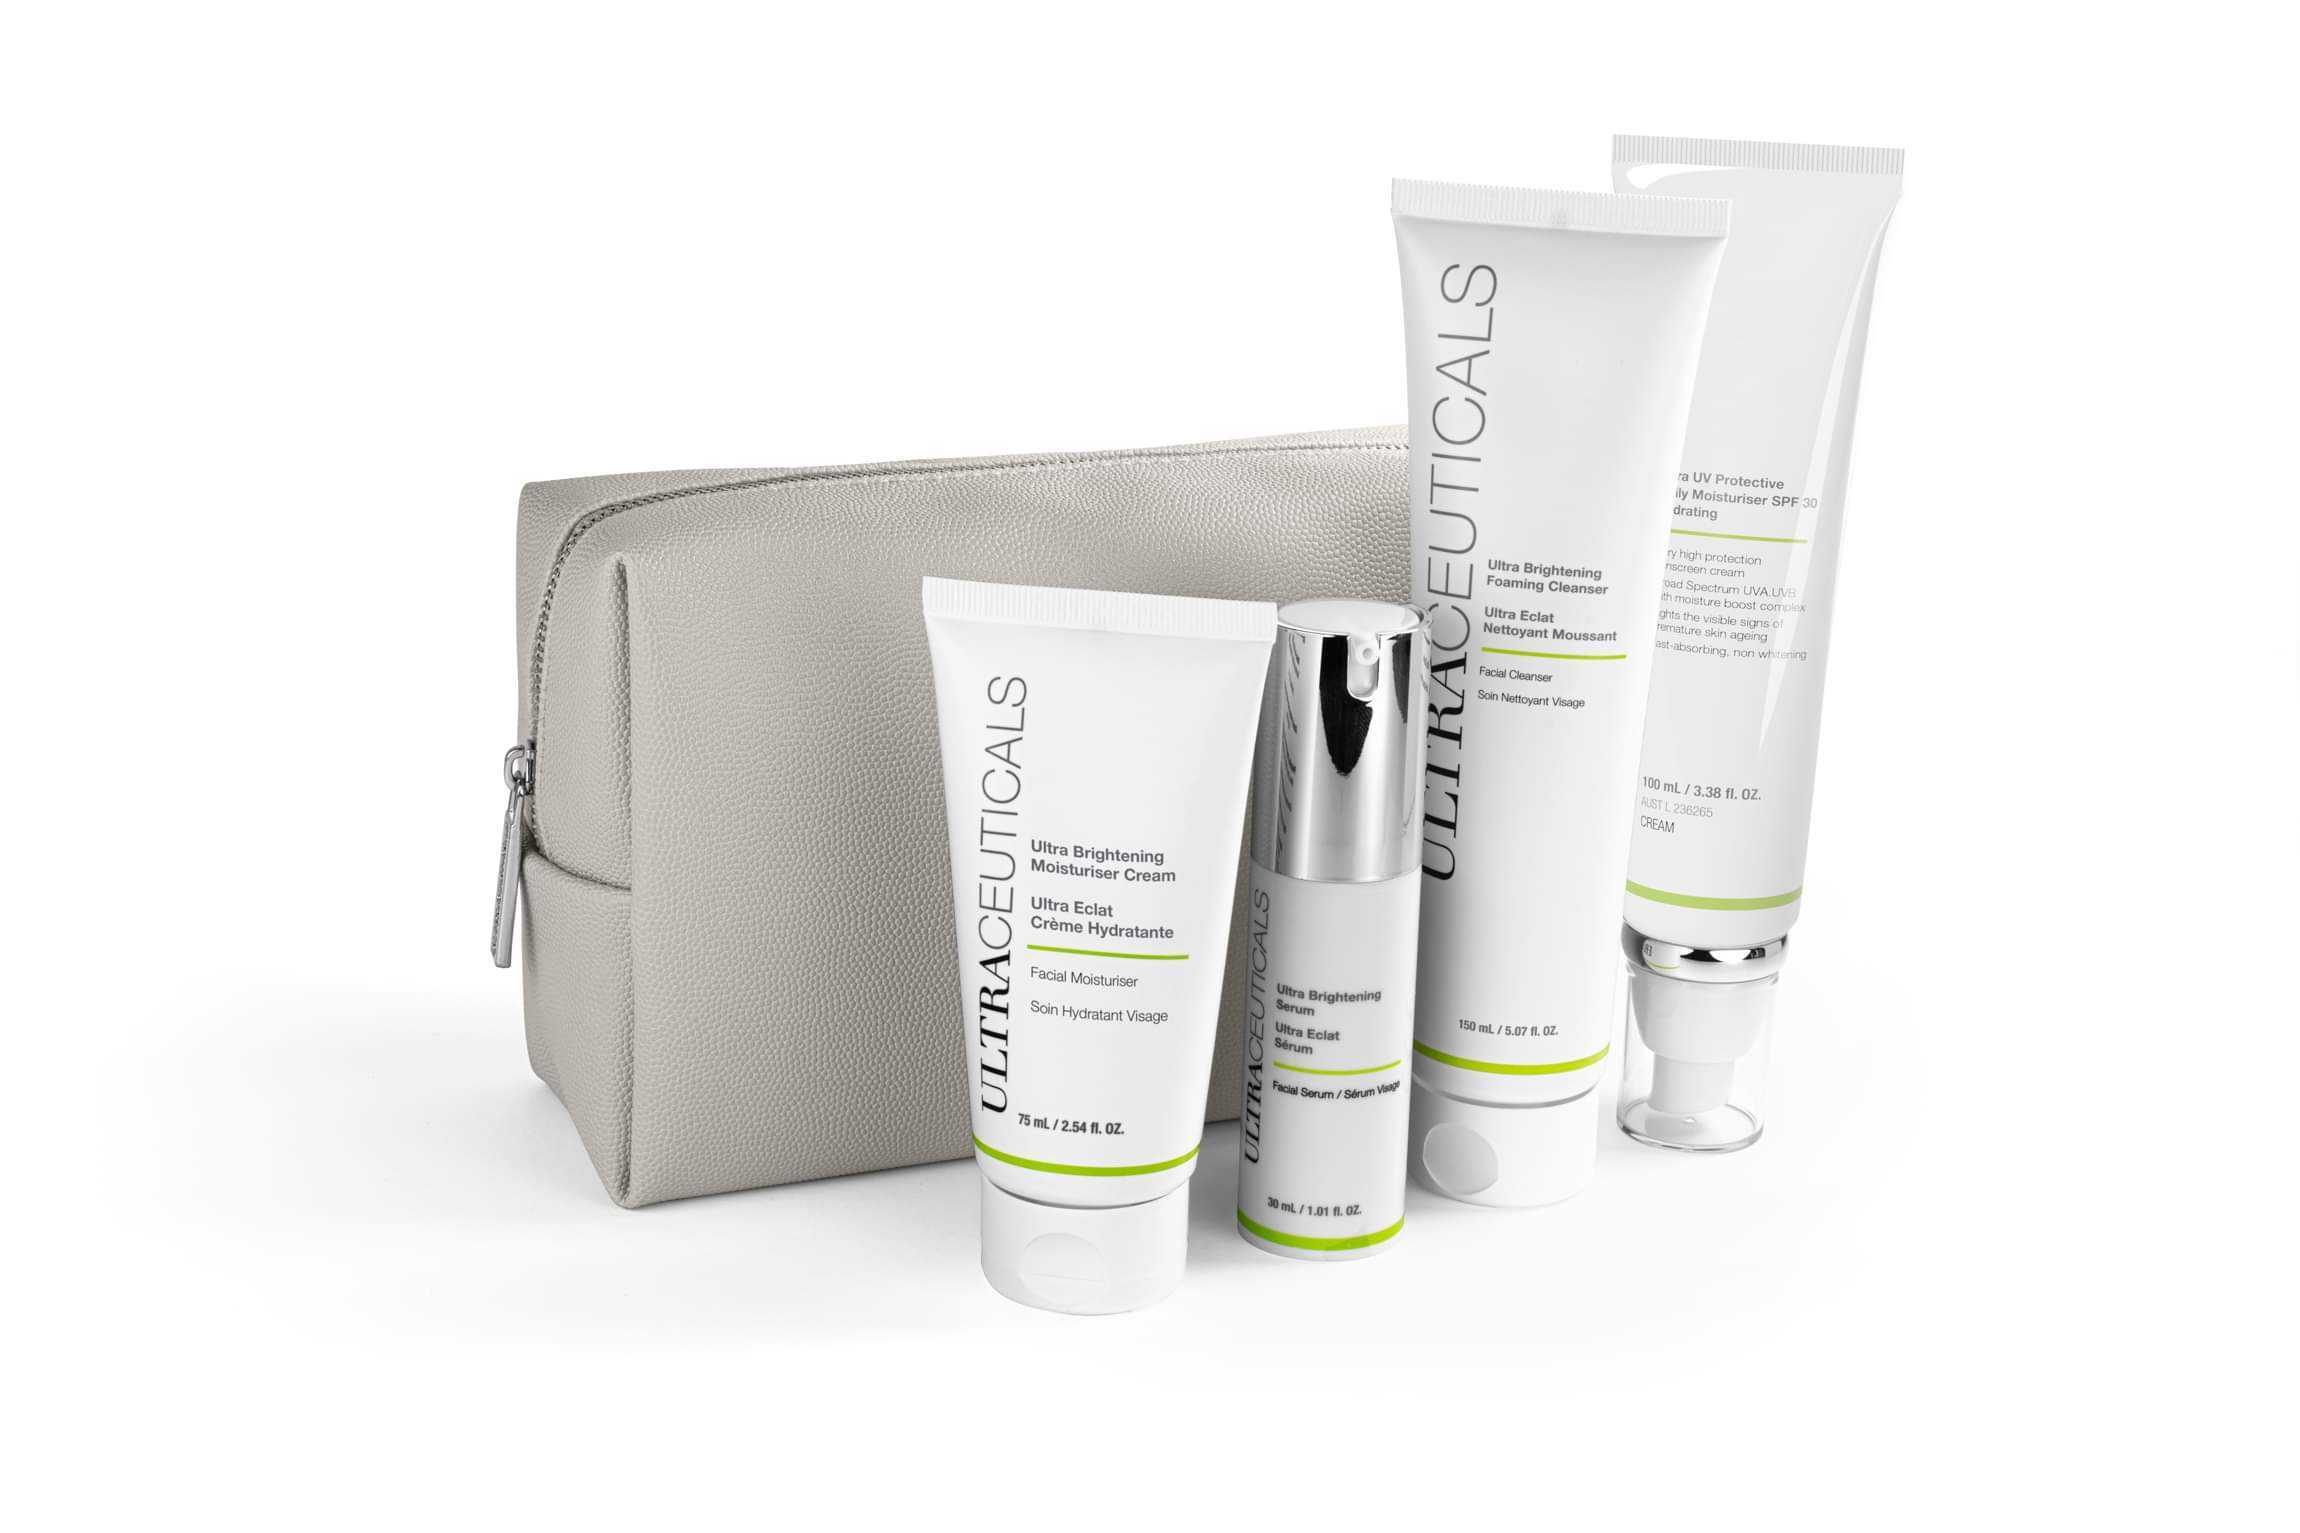 ULTRACEUTICALS
Ultra Brightening
Moisturiser Cream
Ultra Eclat
Crème Hydratante
Facial Moisturiser
Soin Hydratant Visage
75 mL / 2.54 fl. OZ.
ULTRACEUTICALS
Ultra Brightening
Serum
Ultra Eclat
Sérum
Facial Serum / Sérum Visage
30 mL / 1.01 fl. OZ.
ULTRACEUTICALS
Ultra Brightening
Foaming Cleanser
Ultra Eclat
Nettoyant Moussant
Facial Cleanser
Soin Nettoyant Visage
150 mL / 5.07 fl. OZ.
UV Protective
Moisturiser SPF 30
high protection
cream
Spectrum UVA.UVB
moisture boost complex
the visible signs of
skin ageing
non whitening
100 mL / 3.38 fl. OZ.
AUST L 236265
CREAM